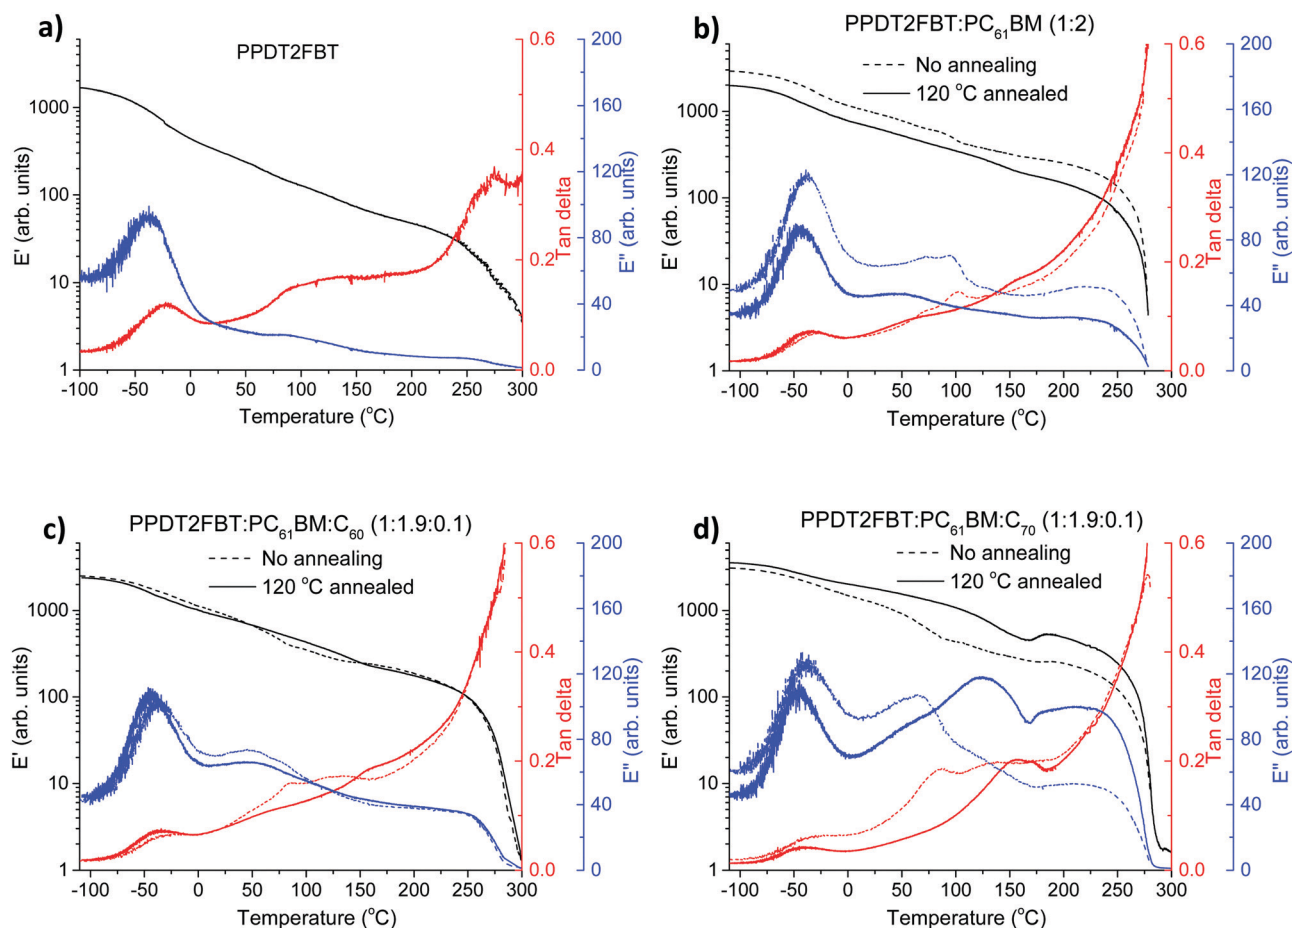 a)
PPDT2FBT
1000
100
10
1
E' (arb. units)
0.6
0.4
0.2
0.0
Tan delta
200
160
120
80
40
0
E" (arb. units)
-100 -50 0 50 100 150 200 250 300
Temperature (°C)
b)
PPDT2FBT:PC₆₁BM (1:2)
No annealing
120 °C annealed
1000
100
10
1
E' (arb. units)
0.6
0.4
0.2
0.0
Tan delta
200
160
120
80
40
0
E" (arb. units)
-100 -50 0 50 100 150 200 250 300
Temperature (°C)
c)
PPDT2FBT:PC₆₁BM:C₆₀ (1:1.9:0.1)
No annealing
120 °C annealed
1000
100
10
1
E' (arb. units)
0.6
0.4
0.2
0.0
Tan delta
200
160
120
80
40
0
E" (arb. units)
-100 -50 0 50 100 150 200 250 300
Temperature (°C)
d)
PPDT2FBT:PC₆₁BM:C₇₀ (1:1.9:0.1)
No annealing
120 °C annealed
1000
100
10
1
E' (arb. units)
0.6
0.4
0.2
0.0
Tan delta
200
160
120
80
40
0
E" (arb. units)
-100 -50 0 50 100 150 200 250 300
Temperature (°C)